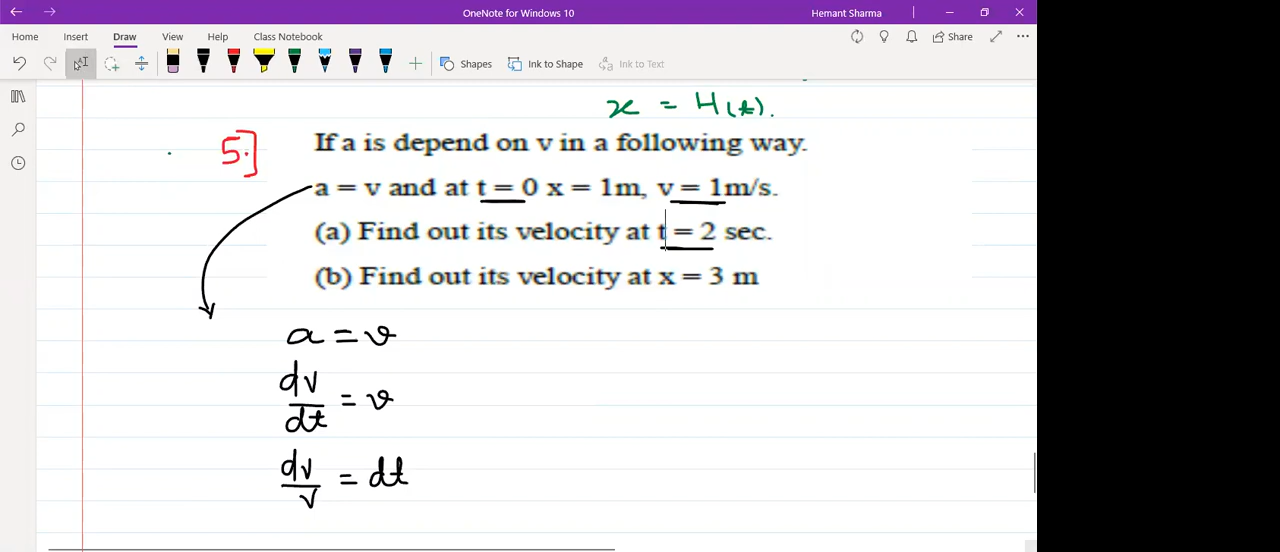 OneNote for Windows 10
Hemant Sharma
Home Insert Draw View Help Class Notebook
Share
Shapes Ink to Shape Ink to Text
x = H(t).
5.] If a is depend on v in a following way.
a = v and at t = 0 x = 1m, v = 1m/s.
(a) Find out its velocity at t = 2 sec.
(b) Find out its velocity at x = 3 m
a = v
dv/dt = v
dv/v = dt